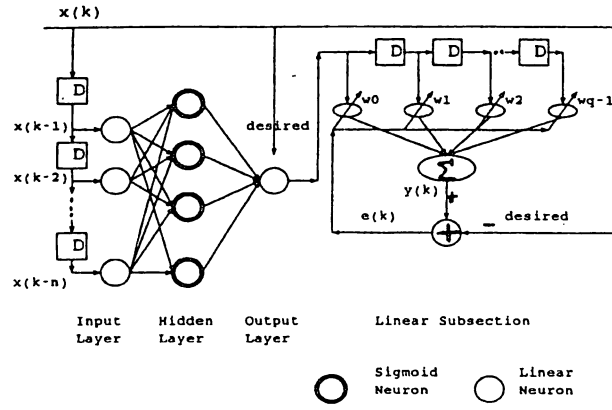 x(k)
D D D
D
w0 w1 w2 wq-1
x(k-1)
desired
D
x(k-2)
Σ
y(k)
+
e(k)
- desired
D
+
x(k-n)
Input Hidden Output Linear Subsection
Layer Layer Layer
Sigmoid Linear
Neuron Neuron